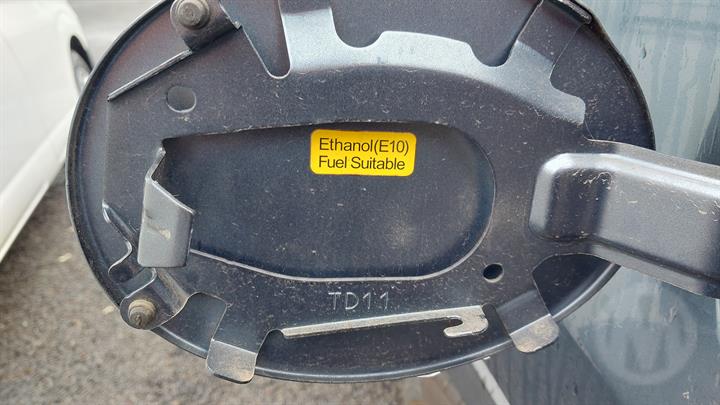 Ethanol(E10)
Fuel Suitable
TD11